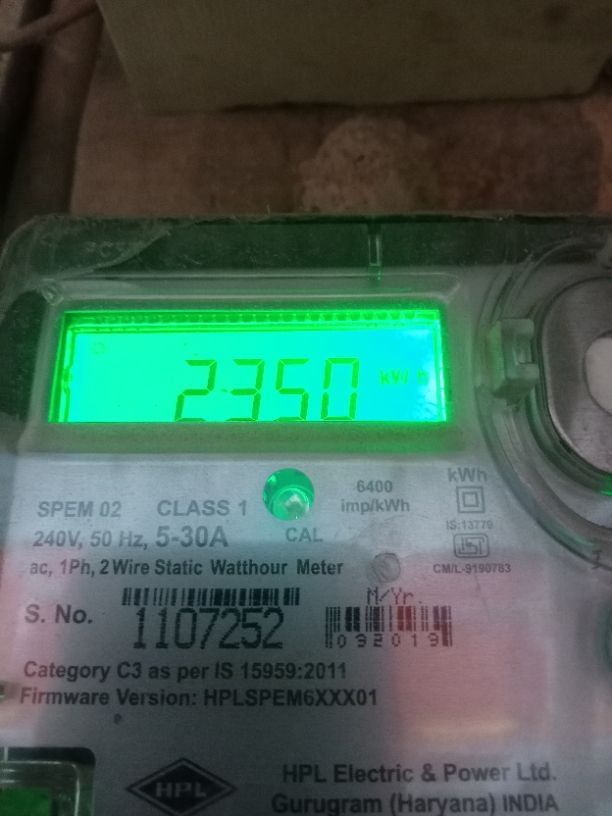 2350 kWh
SPEM 02 CLASS 1 6400 kWh
240V, 50 Hz, 5-30A CAL imp/kWh IS:13779
ac, 1Ph, 2 Wire Static Watthour Meter CM/L-9190783
S. No. 1107252 M/Yr. 092019
Category C3 as per IS 15959:2011
Firmware Version: HPLSPEM6XXX01
HPL HPL Electric & Power Ltd.
Gurugram (Haryana) INDIA